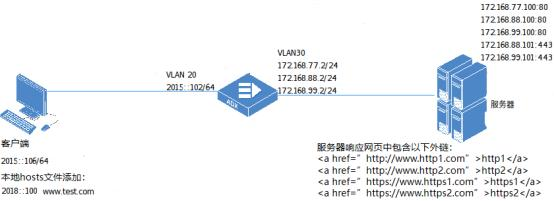 172.168.77.100:80
172.168.88.100:80
172.168.99.100:80
172.168.88.101:443
172.168.99.101:443
VLAN30
172.168.77.2/24
172.168.88.2/24
172.168.99.2/24
VLAN 20
2015::102/64
ADX
服务器
客户端
2015::106/64
本地hosts文件添加:
2018::100 www.test.com
服务器响应网页中包含以下外链:
<a href=”http://www.http1.com”>http1</a>
<a href=”http://www.http2.com”>http2</a>
<a href=”https://www.https1.com”>https1</a>
<a href=”https://www.https2.com”>https2</a>